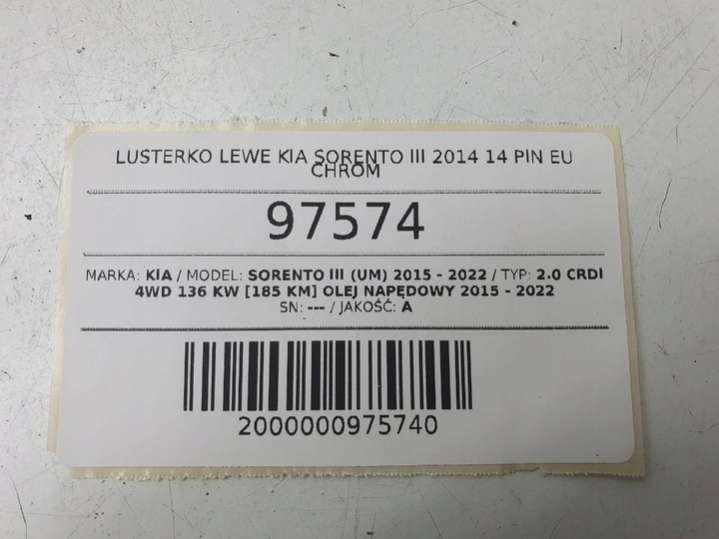 LUSTERKO LEWE KIA SORENTO III 2014 14 PIN EU
CHROM
97574
MARKA: KIA / MODEL: SORENTO III (UM) 2015 - 2022 / TYP: 2.0 CRDI
4WD 136 KW [185 KM] OLEJ NAPĘDOWY 2015 - 2022
SN: --- / JAKOŚĆ: A
2000000975740